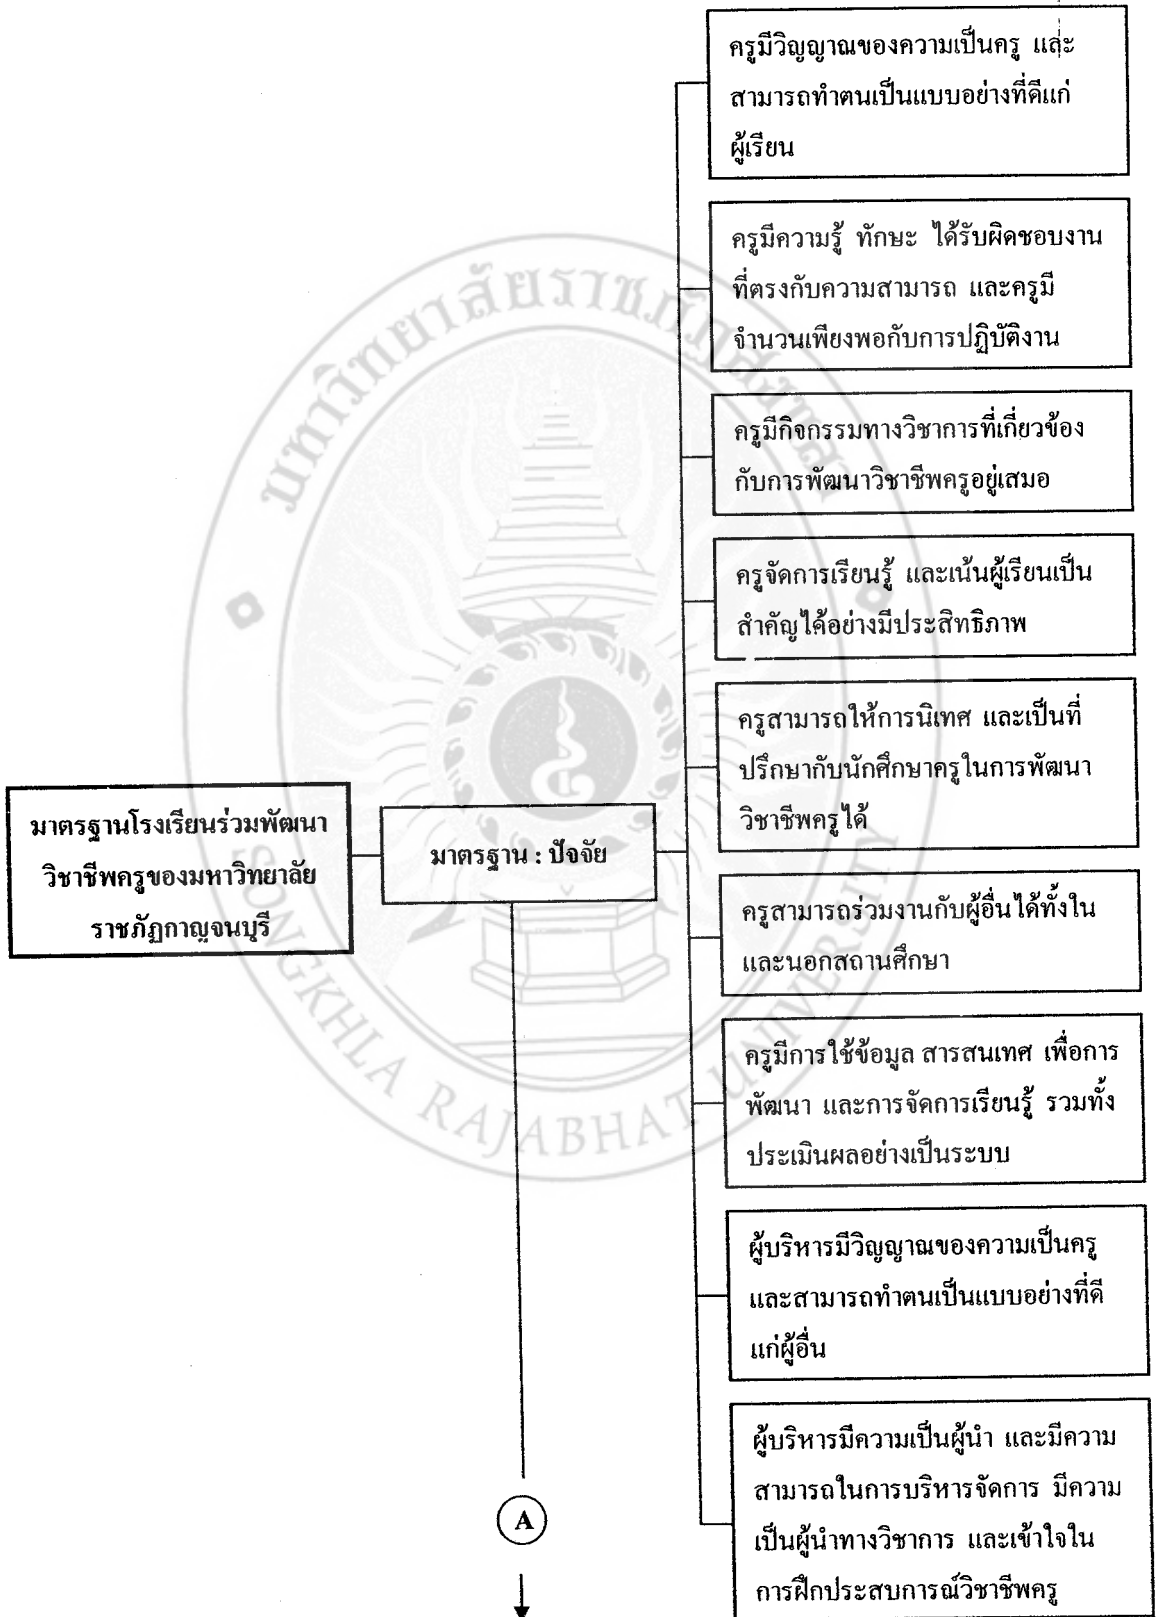 ครูมีวิญญาณของความเป็นครู และ
สามารถทำตนเป็นแบบอย่างที่ดีแก่
ผู้เรียน
ครูมีความรู้ ทักษะ ได้รับผิดชอบงาน
ที่ตรงกับความสามารถ และครูมี
จำนวนเพียงพอกับการปฏิบัติงาน
ครูมีกิจกรรมทางวิชาการที่เกี่ยวข้อง
กับการพัฒนาวิชาชีพครูอยู่เสมอ
ครูจัดการเรียนรู้ และเน้นผู้เรียนเป็น
สำคัญได้อย่างมีประสิทธิภาพ
ครูสามารถให้การนิเทศ และเป็นที่
ปรึกษากับนักศึกษาครูในการพัฒนา
วิชาชีพครูได้
มาตรฐานโรงเรียนร่วมพัฒนา
วิชาชีพครูของมหาวิทยาลัย
ราชภัฏกาญจนบุรี
มาตรฐาน : ปัจจัย
ครูสามารถร่วมงานกับผู้อื่นได้ทั้งใน
และนอกสถานศึกษา
ครูมีการใช้ข้อมูล สารสนเทศ เพื่อการ
พัฒนา และการจัดการเรียนรู้ รวมทั้ง
ประเมินผลอย่างเป็นระบบ
ผู้บริหารมีวิญญาณของความเป็นครู
และสามารถทำตนเป็นแบบอย่างที่ดี
แก่ผู้อื่น
ผู้บริหารมีความเป็นผู้นำ และมีความ
สามารถในการบริหารจัดการ มีความ
เป็นผู้นำทางวิชาการ และเข้าใจใน
การฝึกประสบการณ์วิชาชีพครู
A
มหาวิทยาลัยราชภัฏสงขลา
SONGKHLA RAJABHAT UNIVERSITY